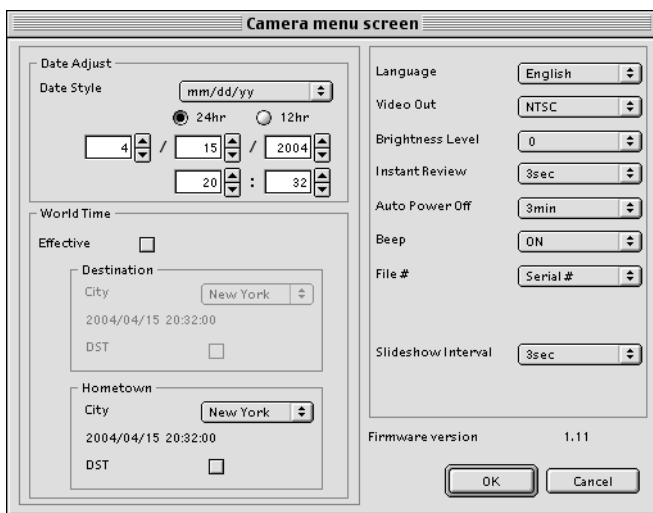 Camera menu screen
Date Adjust
Date Style mm/dd/yy
24hr 12hr
4 / 15 / 2004
20 : 32
World Time
Effective
Destination
City New York
2004/04/15 20:32:00
DST
Hometown
City New York
2004/04/15 20:32:00
DST
Language English
Video Out NTSC
Brightness Level 0
Instant Review 3sec
Auto Power Off 3min
Beep ON
File # Serial #
Slideshow Interval 3sec
Firmware version 1.11
OK Cancel